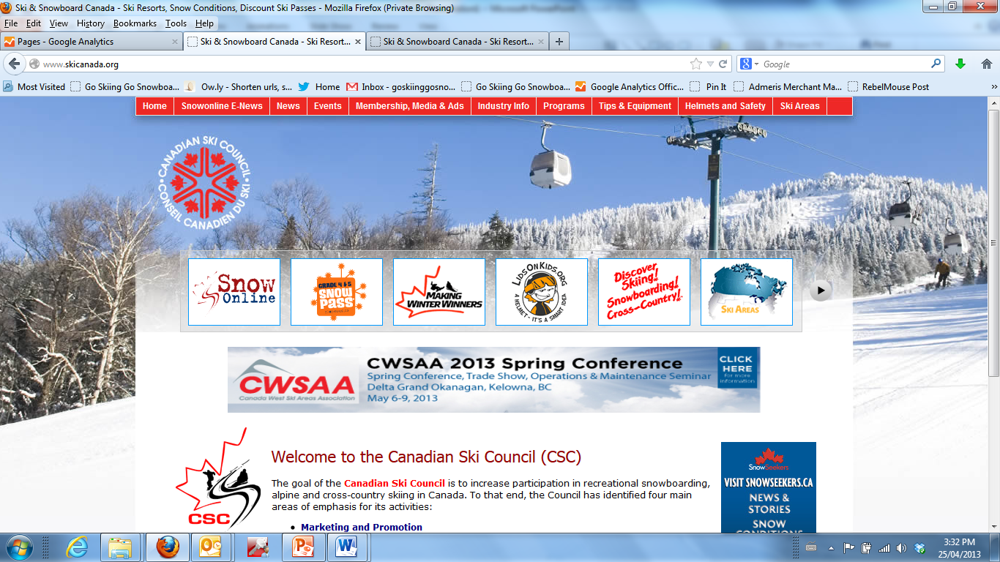 Ski & Snowboard Canada - Ski Resorts, Snow Conditions, Discount Ski Passes - Mozilla Firefox (Private Browsing)
File Edit View History Bookmarks Tools Help
Pages - Google Analytics
Ski & Snowboard Canada - Ski Resort...
Ski & Snowboard Canada - Ski Resort...
www.skicanada.org
Google
Most Visited
Go Skiing Go Snowboa...
Ow.ly - Shorten urls, s...
Home
Inbox - goskiinggosno...
Go Skiing Go Snowboa...
Google Analytics Offic...
Pin It
Admeris Merchant Ma...
RebelMouse Post
Home
Snowonline E-News
News
Events
Membership, Media & Ads
Industry Info
Programs
Tips & Equipment
Helmets and Safety
Ski Areas
CANADIAN SKI COUNCIL
CONSEIL CANADIEN DU SKI
Snow
Online
GRADE 4 & 5
SNOW
PASS
MAKING
WINTER WINNERS
LIDSONKIDS.ORG
A HELMET - IT'S A SMART IDEA
Discover
Skiing!
Snowboarding!
Cross-Country!
SKI AREAS
CWSAA
Canada West Ski Areas Association
CWSAA 2013 Spring Conference
Spring Conference, Trade Show, Operations & Maintenance Seminar
Delta Grand Okanagan, Kelowna, BC
May 6-9, 2013
CLICK
HERE
for more
information
CSC
Welcome to the Canadian Ski Council (CSC)
The goal of the Canadian Ski Council is to increase participation in recreational snowboarding,
alpine and cross-country skiing in Canada. To that end, the Council has identified four main
areas of emphasis for its activities:
Marketing and Promotion
SnowSeekers
VISIT SNOWSEEKERS.CA
NEWS &
STORIES
SNOW
CONDITIONS
3:32 PM
25/04/2013